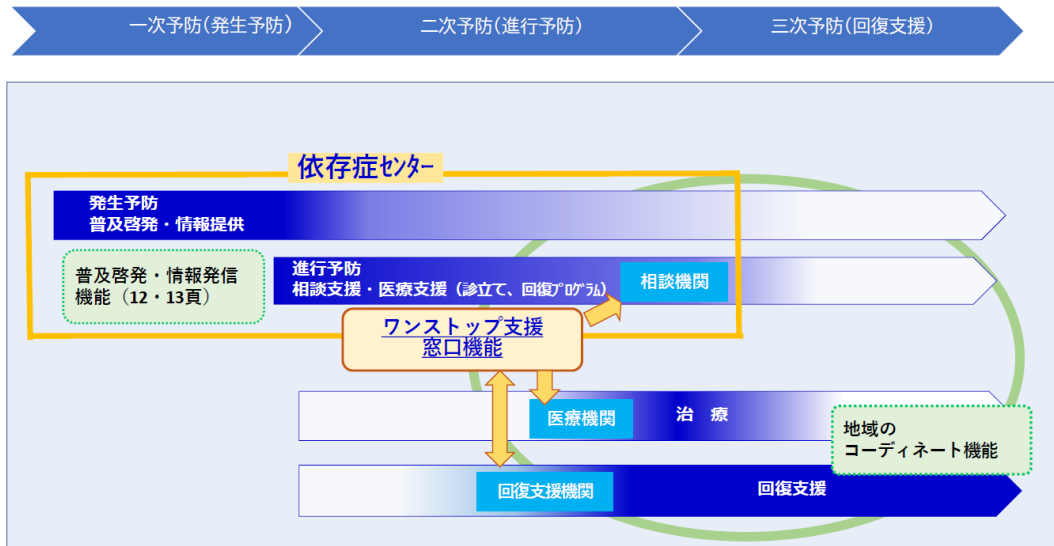 一次予防(発生予防)
二次予防(進行予防)
三次予防(回復支援)
依存症ｾﾝﾀｰ
発生予防
普及啓発・情報提供
普及啓発・情報発信
機能（12・13頁）
進行予防
相談支援・医療支援（診立て、回復ﾌﾟﾛｸﾞﾗﾑ）
相談機関
ワンストップ支援
窓口機能
医療機関
治　療
地域の
コーディネート機能
回復支援機関
回復支援